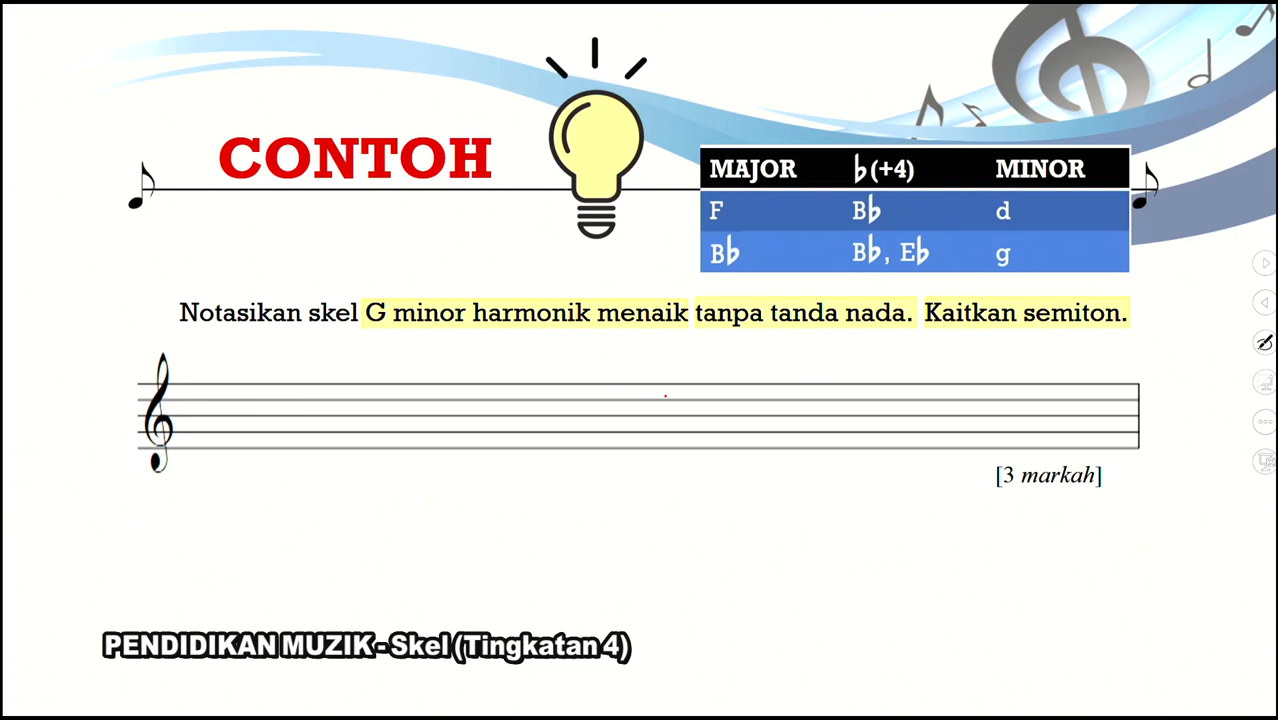 CONTOH
MAJOR ♭(+4) MINOR
F B♭ d
B♭ B♭, E♭ g
Notasikan skel G minor harmonik menaik tanpa tanda nada. Kaitkan semiton.
[3 markah]
PENDIDIKAN MUZIK - Skel (Tingkatan 4)